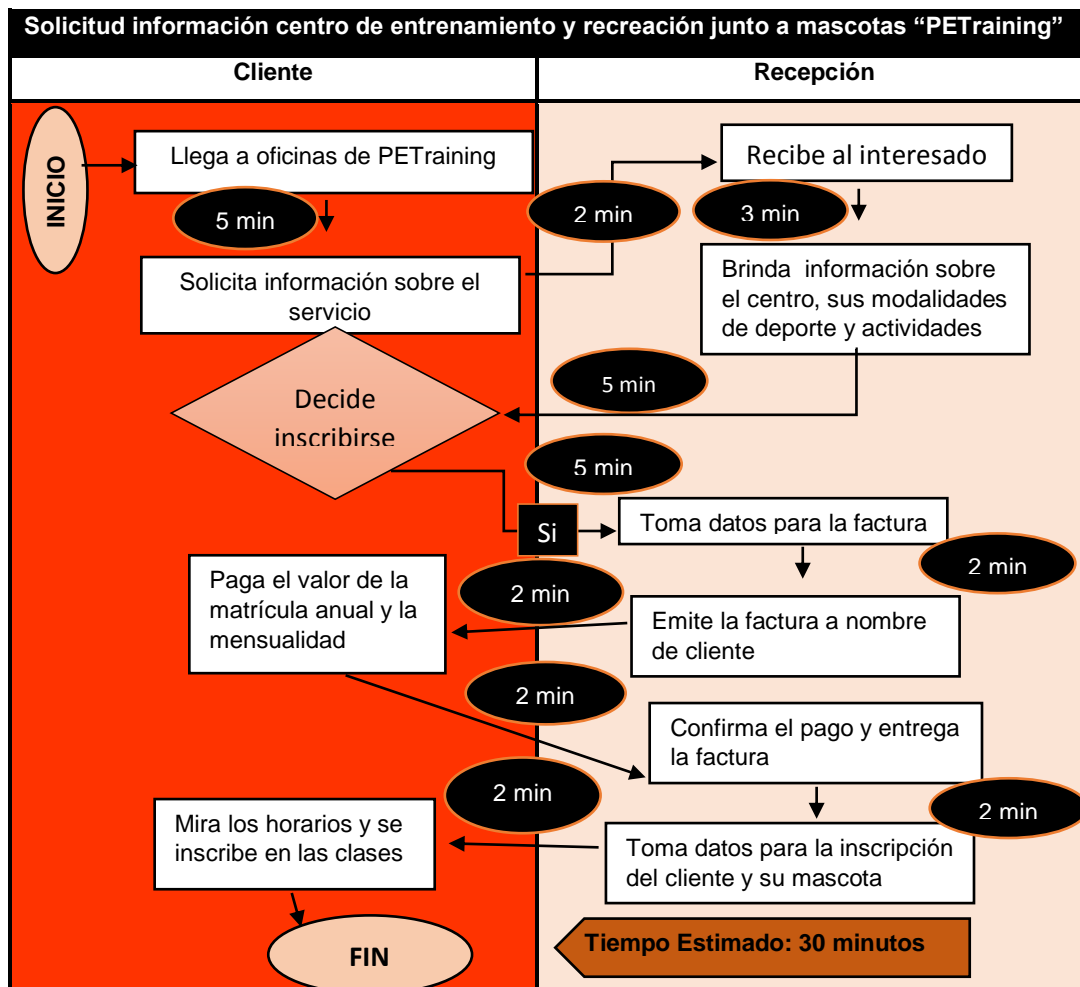 Solicitud información centro de entrenamiento y recreación junto a mascotas “PETraining”
Cliente
Recepción
INICIO
Llega a oficinas de PETraining
Recibe al interesado
5 min
2 min
3 min
Solicita información sobre el
servicio
Brinda información sobre
el centro, sus modalidades
de deporte y actividades
5 min
Decide
inscribirse
5 min
Si
Toma datos para la factura
2 min
Paga el valor de la
matrícula anual y la
mensualidad
2 min
Emite la factura a nombre
de cliente
2 min
Confirma el pago y entrega
la factura
2 min
2 min
Mira los horarios y se
inscribe en las clases
Toma datos para la inscripción
del cliente y su mascota
FIN
Tiempo Estimado: 30 minutos